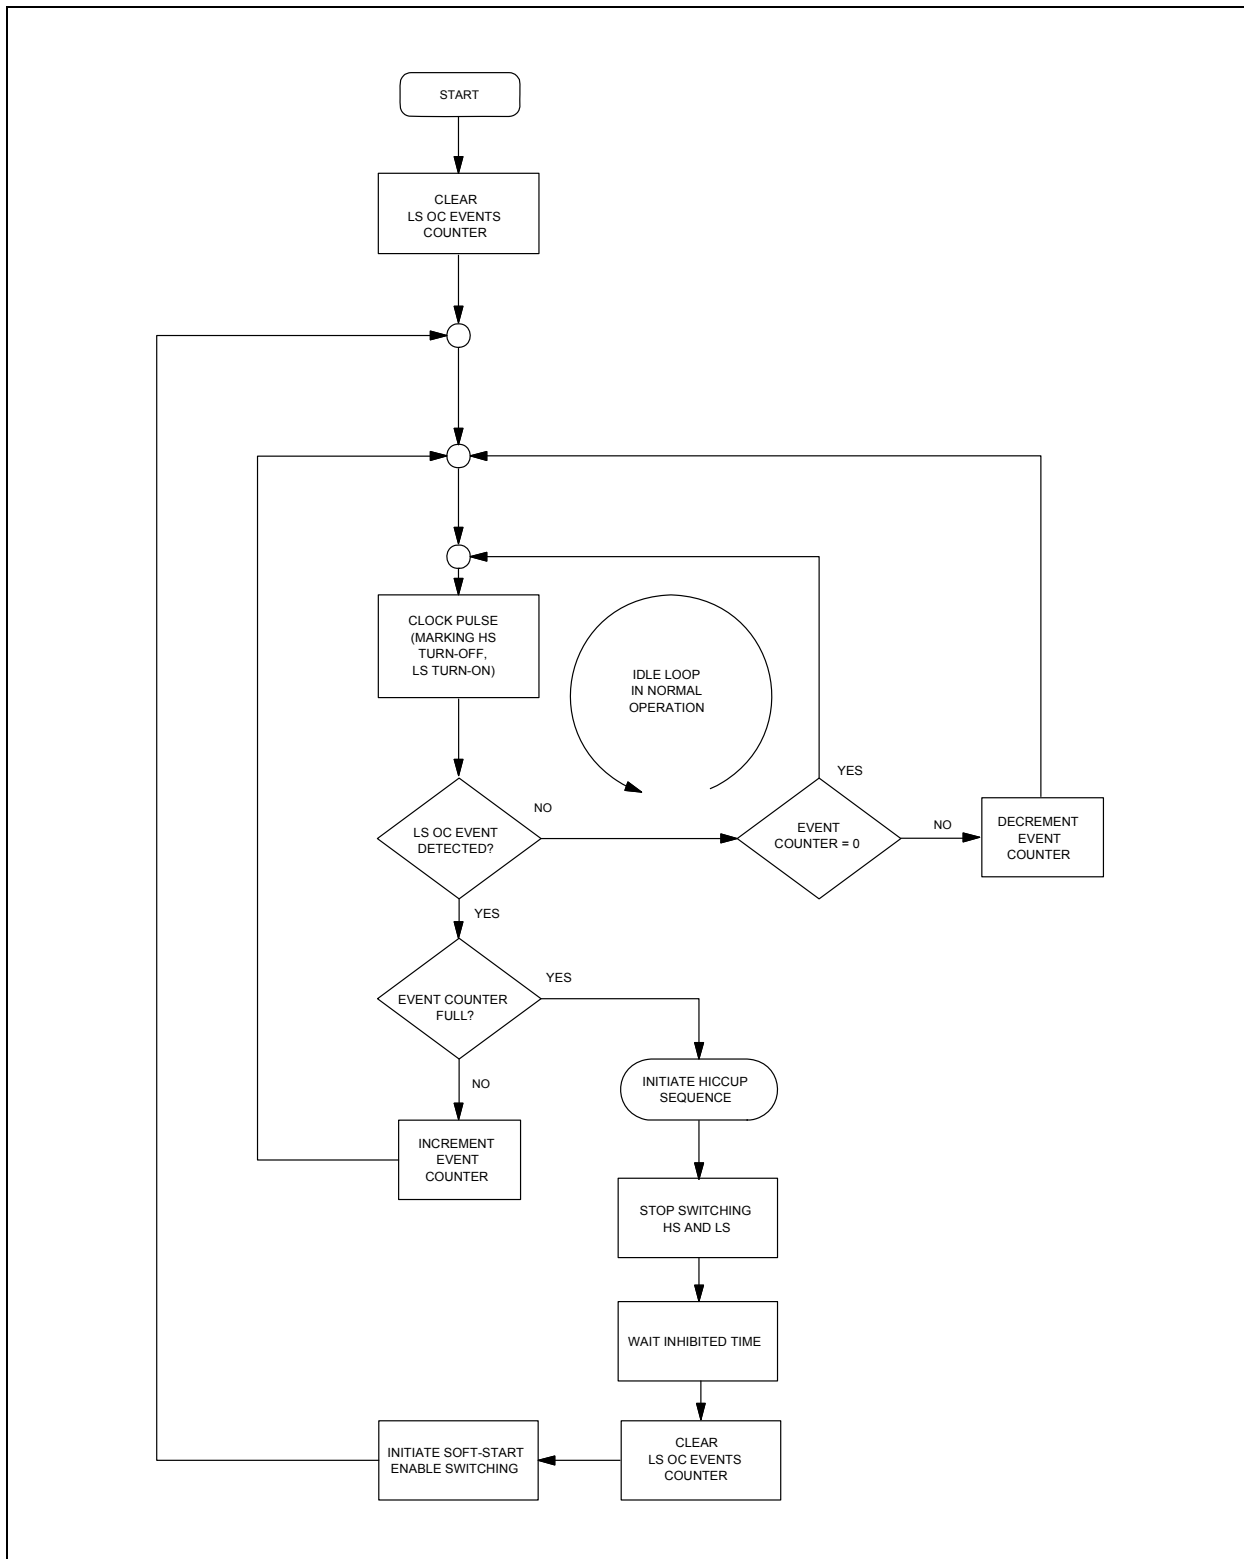 START
CLEAR
LS OC EVENTS
COUNTER
CLOCK PULSE
(MARKING HS
TURN-OFF,
LS TURN-ON)
IDLE LOOP
IN NORMAL
OPERATION
YES
NO
LS OC EVENT
DETECTED?
EVENT
COUNTER = 0
NO
DECREMENT
EVENT
COUNTER
YES
YES
EVENT COUNTER
FULL?
NO
INITIATE HICCUP
SEQUENCE
INCREMENT
EVENT
COUNTER
STOP SWITCHING
HS AND LS
WAIT INHIBITED TIME
INITIATE SOFT-START
ENABLE SWITCHING
CLEAR
LS OC EVENTS
COUNTER